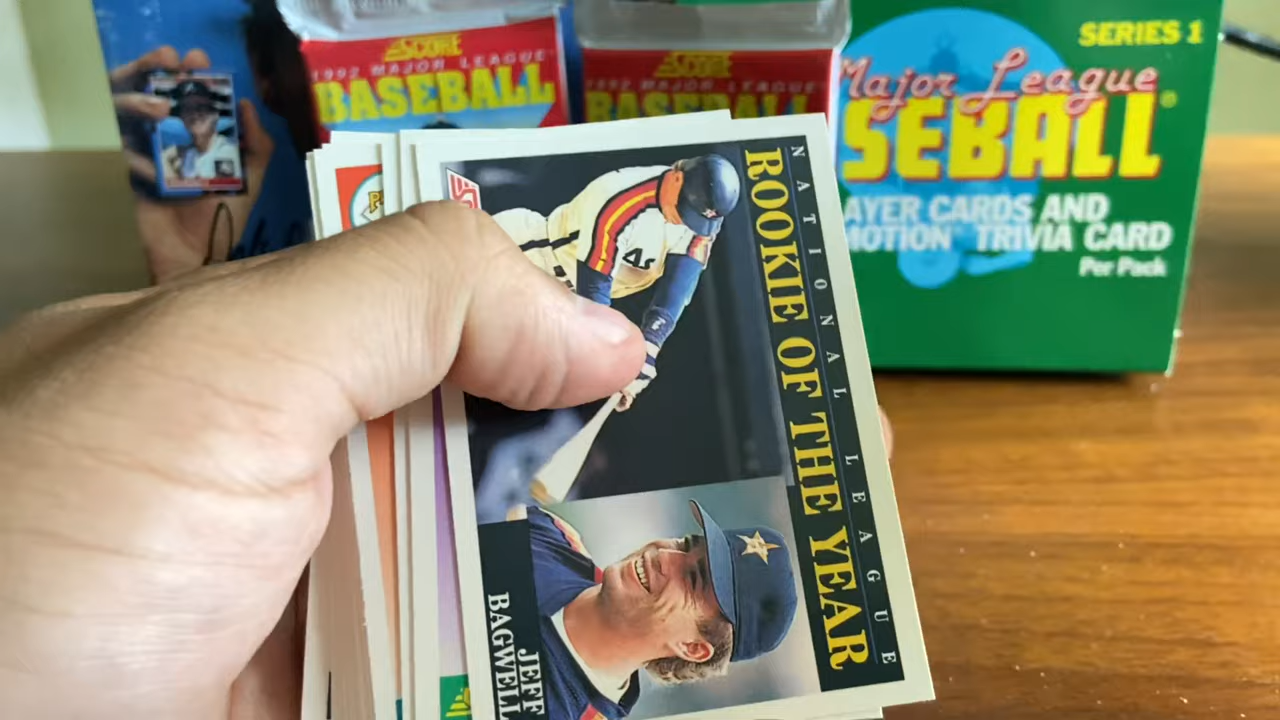 SCORE
1992 MAJOR LEAGUE
BASEBALL
SCORE
1992 MAJOR LEAGUE
BASEBALL
SERIES 1
Major League
SEBALL
AYER CARDS AND
MOTION TRIVIA CARD
Per Pack
NATIONAL LEAGUE
ROOKIE OF THE YEAR
JEFF
BAGWELL